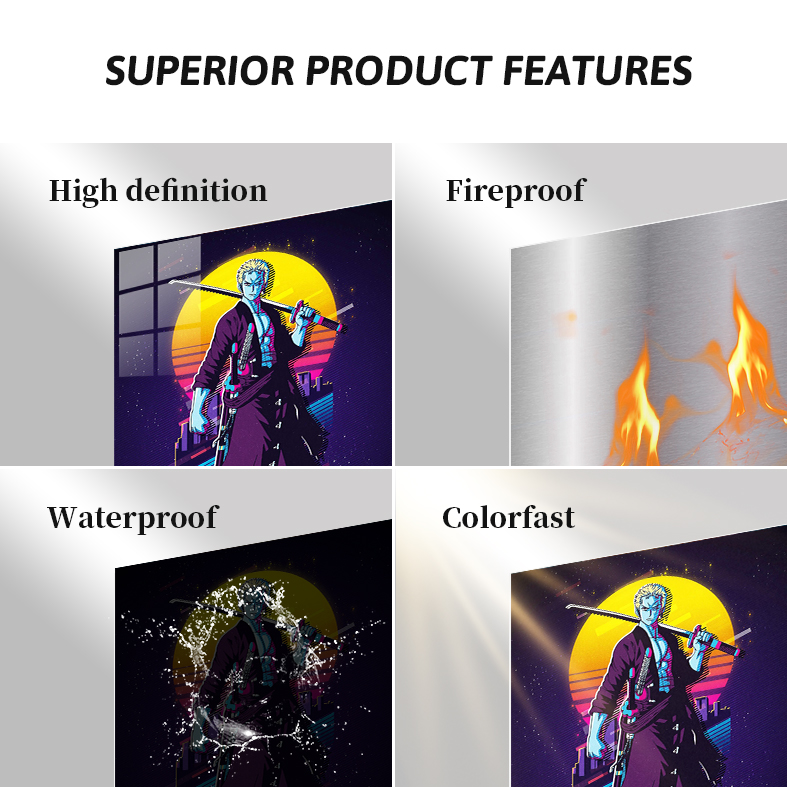 SUPERIOR PRODUCT FEATURES
High definition
Fireproof
Waterproof
Colorfast